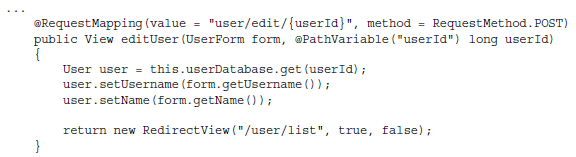 ...
    @RequestMapping(value = "user/edit/{userId}", method = RequestMethod.POST)
    public View editUser(UserForm form, @PathVariable("userId") long userId)
    {
        User user = this.userDatabase.get(userId);
        user.setUsername(form.getUsername());
        user.setName(form.getName());

        return new RedirectView("/user/list", true, false);
    }